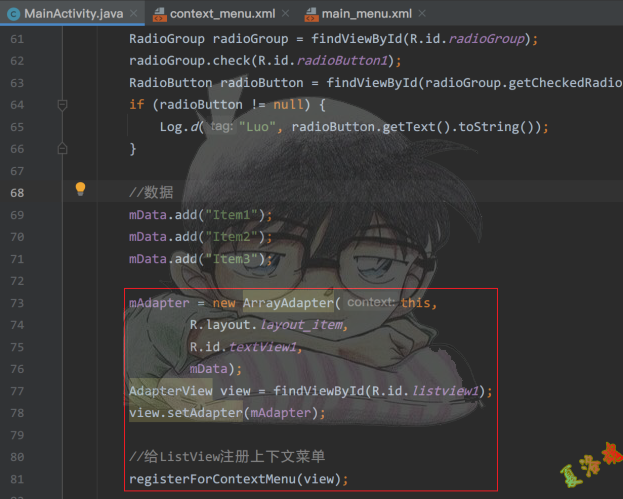 MainActivity.java context_menu.xml main_menu.xml
61 RadioGroup radioGroup = findViewById(R.id.radioGroup);
62 radioGroup.check(R.id.radioButton1);
63 RadioButton radioButton = findViewById(radioGroup.getCheckedRadio
64 if (radioButton != null) {
65 Log.d( tag: "Luo", radioButton.getText().toString());
66 }
67
68 //数据
69 mData.add("Item1");
70 mData.add("Item2");
71 mData.add("Item3");
72
73 mAdapter = new ArrayAdapter( context: this,
74 R.layout.layout_item,
75 R.id.textView1,
76 mData);
77 AdapterView view = findViewById(R.id.listview1);
78 view.setAdapter(mAdapter);
79
80 //给ListView注册上下文菜单
81 registerForContextMenu(view);